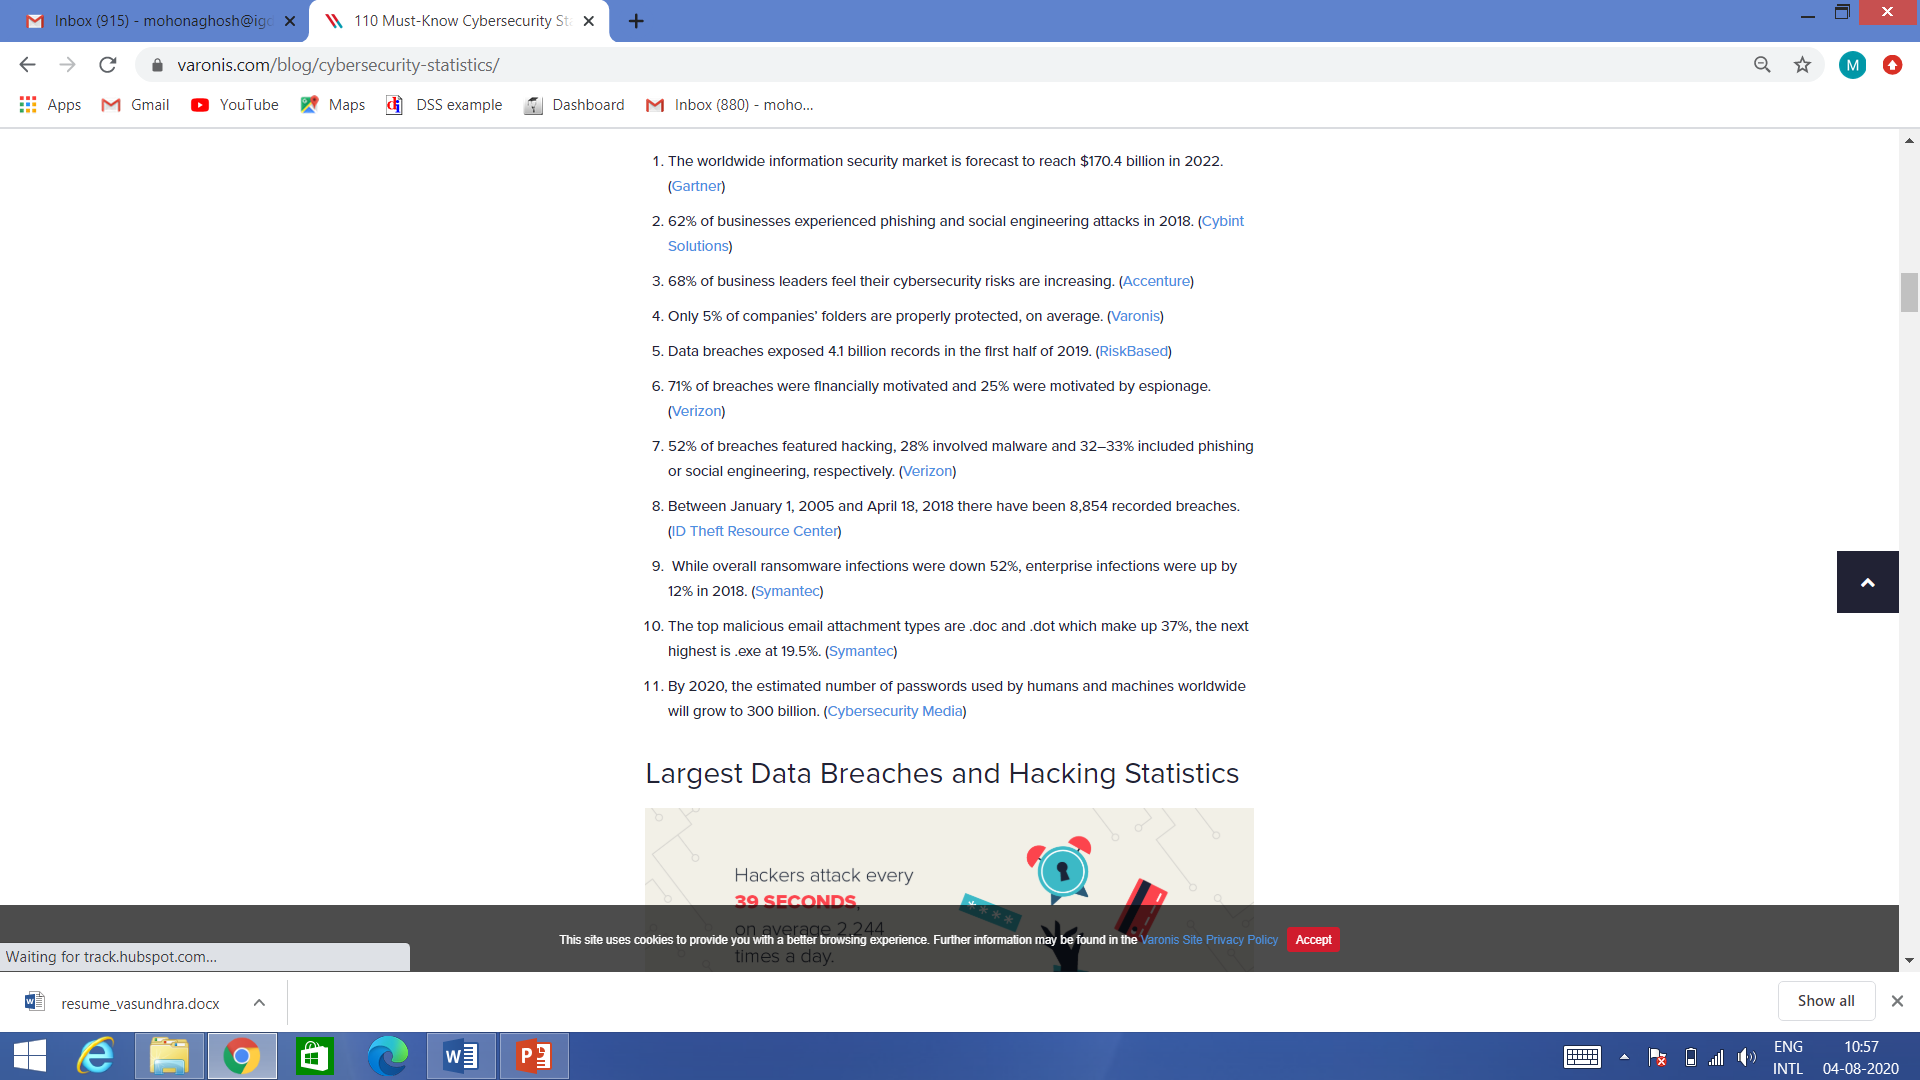 Inbox (915) - mohonaghosh@ig
110 Must-Know Cybersecurity St
varonis.com/blog/cybersecurity-statistics/
M
Apps
Gmail
YouTube
Maps
DSS example
Dashboard
Inbox (880) - moho...
1. The worldwide information security market is forecast to reach $170.4 billion in 2022.
(Gartner)
2. 62% of businesses experienced phishing and social engineering attacks in 2018. (Cybint
Solutions)
3. 68% of business leaders feel their cybersecurity risks are increasing. (Accenture)
4. Only 5% of companies’ folders are properly protected, on average. (Varonis)
5. Data breaches exposed 4.1 billion records in the first half of 2019. (RiskBased)
6. 71% of breaches were financially motivated and 25% were motivated by espionage.
(Verizon)
7. 52% of breaches featured hacking, 28% involved malware and 32–33% included phishing
or social engineering, respectively. (Verizon)
8. Between January 1, 2005 and April 18, 2018 there have been 8,854 recorded breaches.
(ID Theft Resource Center)
9. While overall ransomware infections were down 52%, enterprise infections were up by
12% in 2018. (Symantec)
10. The top malicious email attachment types are .doc and .dot which make up 37%, the next
highest is .exe at 19.5%. (Symantec)
11. By 2020, the estimated number of passwords used by humans and machines worldwide
will grow to 300 billion. (Cybersecurity Media)
Largest Data Breaches and Hacking Statistics
Hackers attack every
39 SECONDS,
on average 2,244
times a day.
****
This site uses cookies to provide you with a better browsing experience. Further information may be found in the Varonis Site Privacy Policy
Accept
Waiting for track.hubspot.com...
resume_vasundhra.docx
Show all
ENG
INTL
10:57
04-08-2020